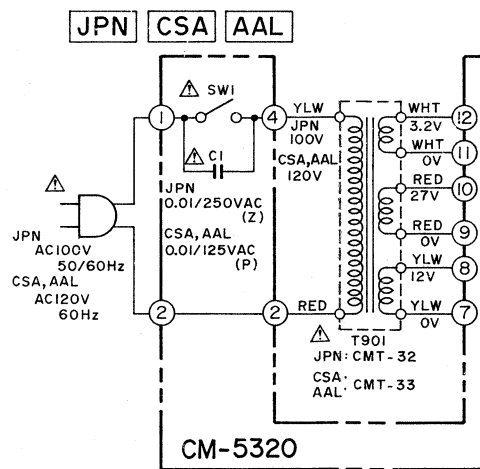 JPN CSA AAL
⚠ SW1
1
4
YLW
JPN
100V
CSA,AAL
120V
WHT
3.2V
12
WHT
0V
11
RED
27V
10
RED
0V
9
YLW
12V
8
YLW
0V
7
⚠ C1
JPN
0.01/250VAC
(Z)
CSA, AAL
0.01/125VAC
(P)
⚠
JPN
AC100V
50/60Hz
CSA, AAL
AC120V
60Hz
2
2
RED
⚠ T901
JPN: CMT-32
CSA·
AAL· CMT-33
CM-5320